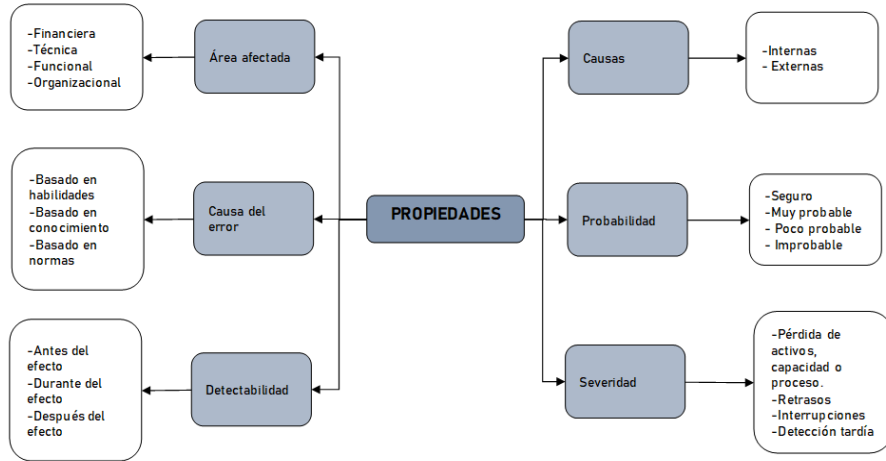 -Financiera
-Técnica
-Funcional
-Organizacional
Área afectada
-Basado en
habilidades
-Basado en
conocimiento
-Basado en
normas
Causa del
error
-Antes del
efecto
-Durante del
efecto
-Después del
efecto
Detectabilidad
PROPIEDADES
Causas
-Internas
- Externas
Probabilidad
-Seguro
-Muy probable
- Poco probable
- Improbable
Severidad
-Pérdida de
activos,
capacidad o
proceso.
-Retrasos
-Interrupciones
-Detección tardía